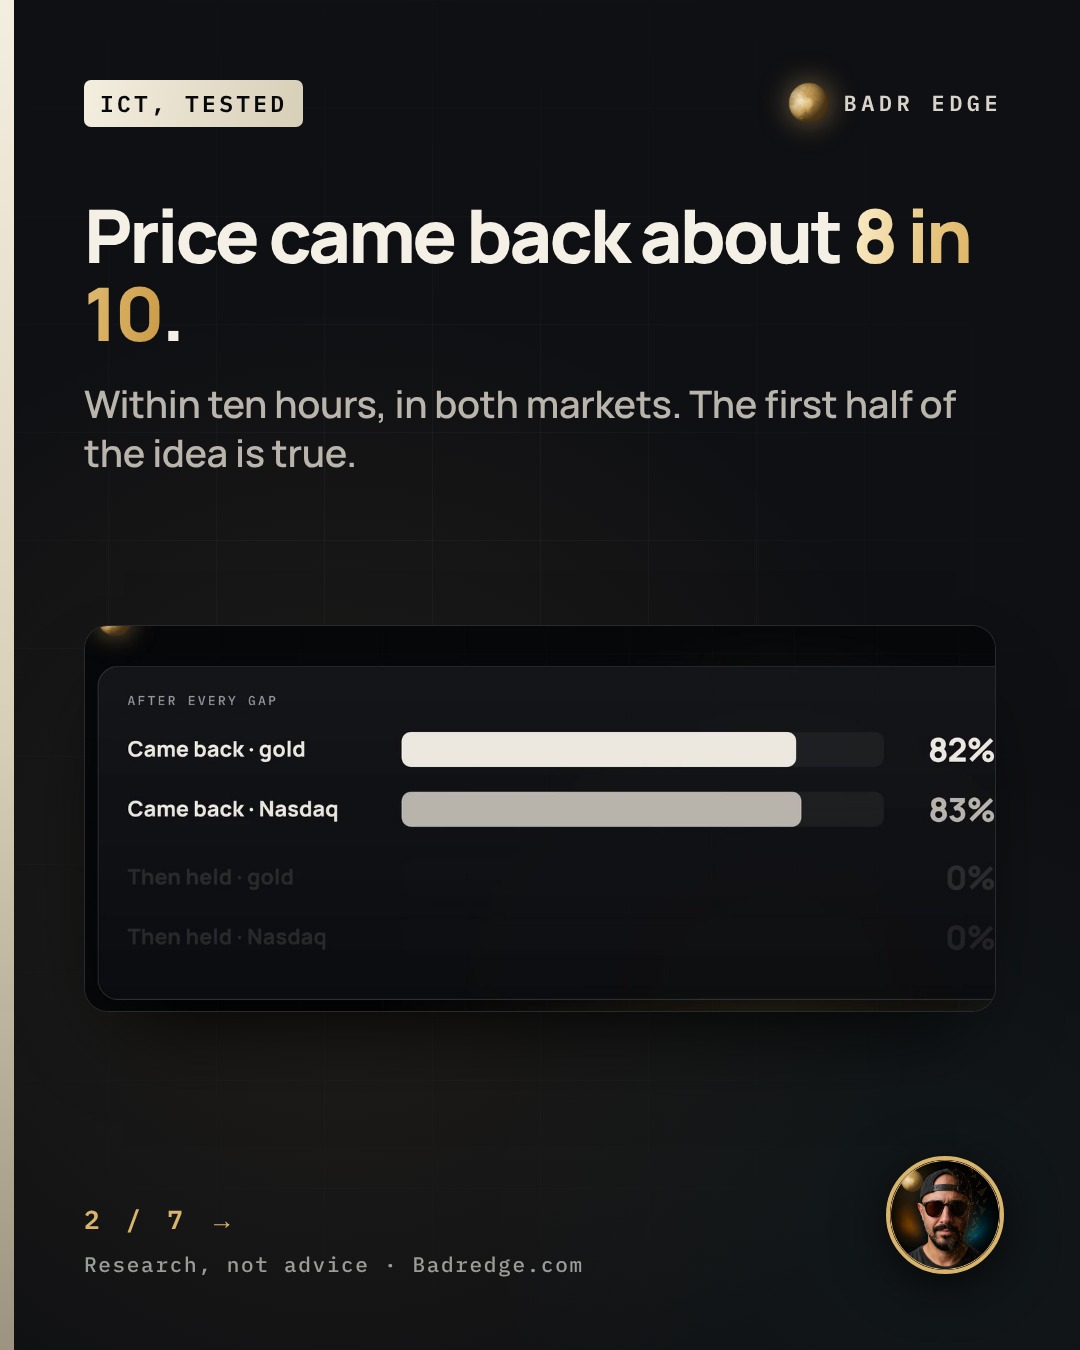 ICT, TESTED
BADR EDGE
Price came back about 8 in
10.
Within ten hours, in both markets. The first half of
the idea is true.
AFTER EVERY GAP
Came back · gold 82%
Came back · Nasdaq 83%
Then held · gold 0%
Then held · Nasdaq 0%
2 / 7 →
Research, not advice · Badredge.com